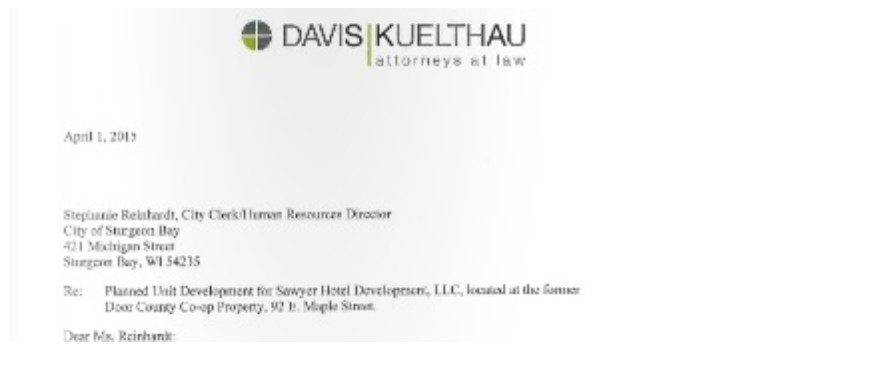 DAVIS|KUELTHAU
attorneys at law
April 1, 2015
Stephanie Reinhardt, City Clerk/Human Resources Director
City of Sturgeon Bay
421 Michigan Street
Sturgeon Bay, WI 54235
Re: Planned Unit Development for Sawyer Hotel Development, LLC, located at the former
Door County Co-op Property, 92 E. Maple Street.
Dear Ms. Reinhardt: